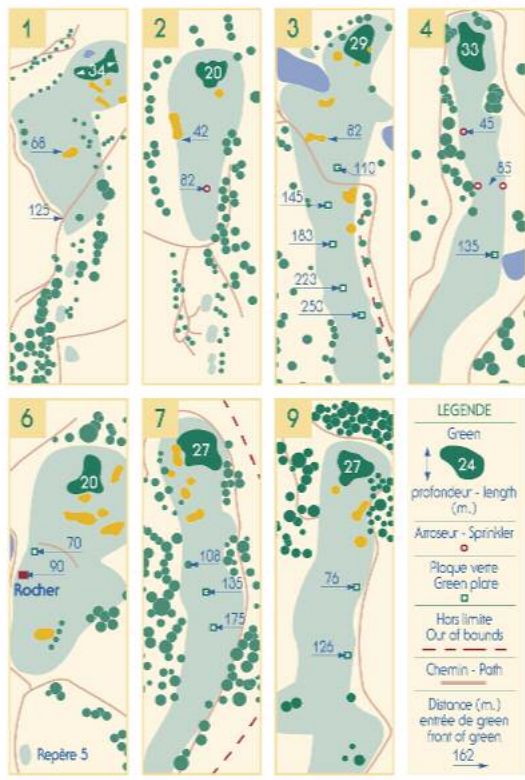 1
34
68
125
2
20
42
82
3
29
82
110
145
183
223
250
4
33
45
85
135
6
20
70
90
Rocher
Repère 5
7
27
108
135
175
9
27
76
126
LEGENDE
Green
24
profondeur - length
(m.)
Arroseur - Sprinkler
Plaque verte
Green plate
Hors limite
Out of bounds
Chemin - Path
Distance (m.)
entrée de green
front of green
162